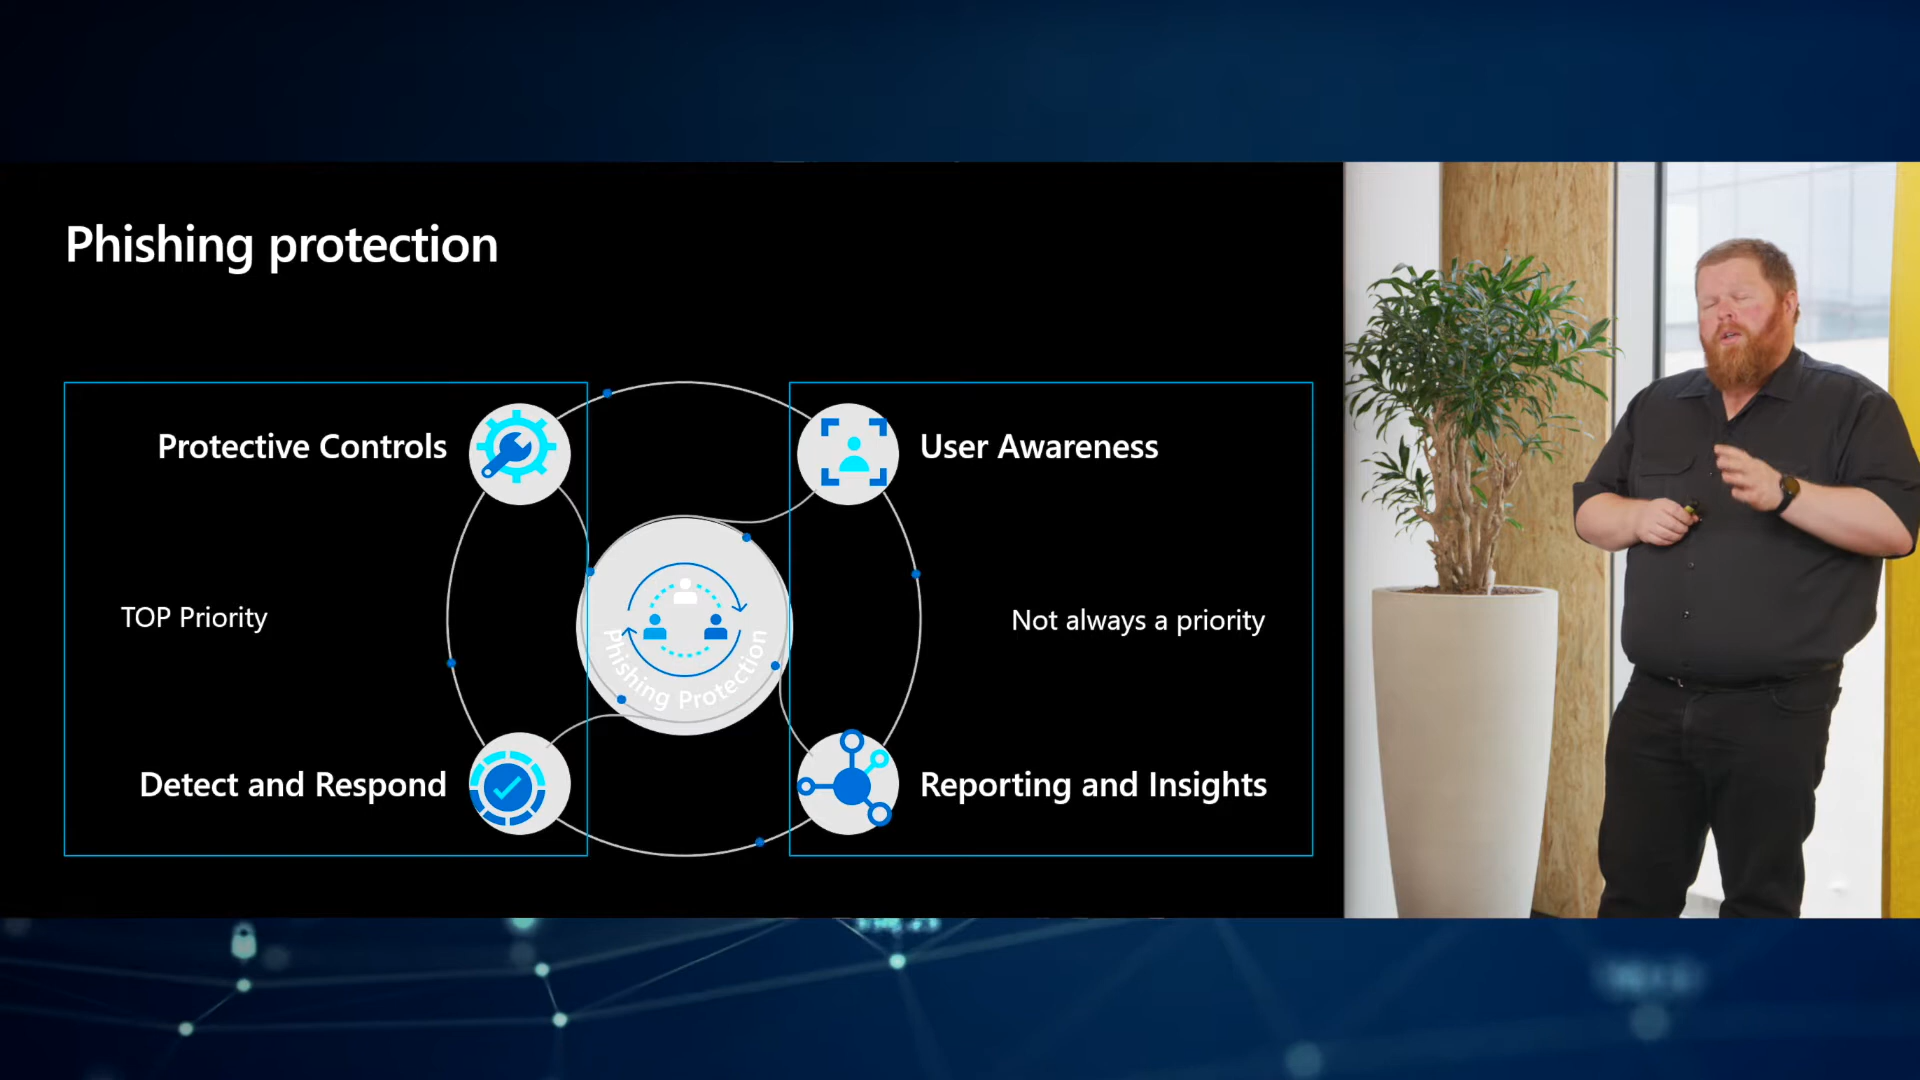 Phishing protection
Protective Controls
User Awareness
TOP Priority
Not always a priority
Phishing Protection
Detect and Respond
Reporting and Insights